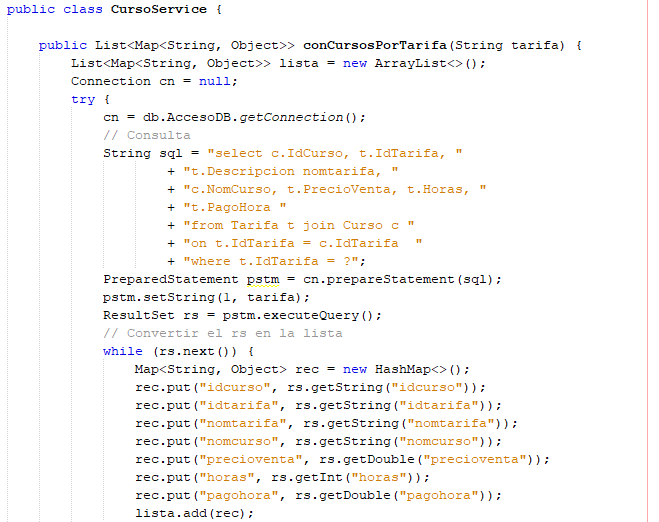 public class CursoService {
public List<Map<String, Object>> conCursosPorTarifa(String tarifa) {
List<Map<String, Object>> lista = new ArrayList<>();
Connection cn = null;
try {
cn = db.AccesoDB.getConnection();
// Consulta
String sql = "select c.IdCurso, t.IdTarifa, "
+ "t.Descripcion nomtarifa, "
+ "c.NomCurso, t.PrecioVenta, t.Horas, "
+ "t.PagoHora "
+ "from Tarifa t join Curso c "
+ "on t.IdTarifa = c.IdTarifa  "
+ "where t.IdTarifa = ?";
PreparedStatement pstm = cn.prepareStatement(sql);
pstm.setString(1, tarifa);
ResultSet rs = pstm.executeQuery();
// Convertir el rs en la lista
while (rs.next()) {
Map<String, Object> rec = new HashMap<>();
rec.put("idcurso", rs.getString("idcurso"));
rec.put("idtarifa", rs.getString("idtarifa"));
rec.put("nomtarifa", rs.getString("nomtarifa"));
rec.put("nomcurso", rs.getString("nomcurso"));
rec.put("precioventa", rs.getDouble("precioventa"));
rec.put("horas", rs.getInt("horas"));
rec.put("pagohora", rs.getDouble("pagohora"));
lista.add(rec);